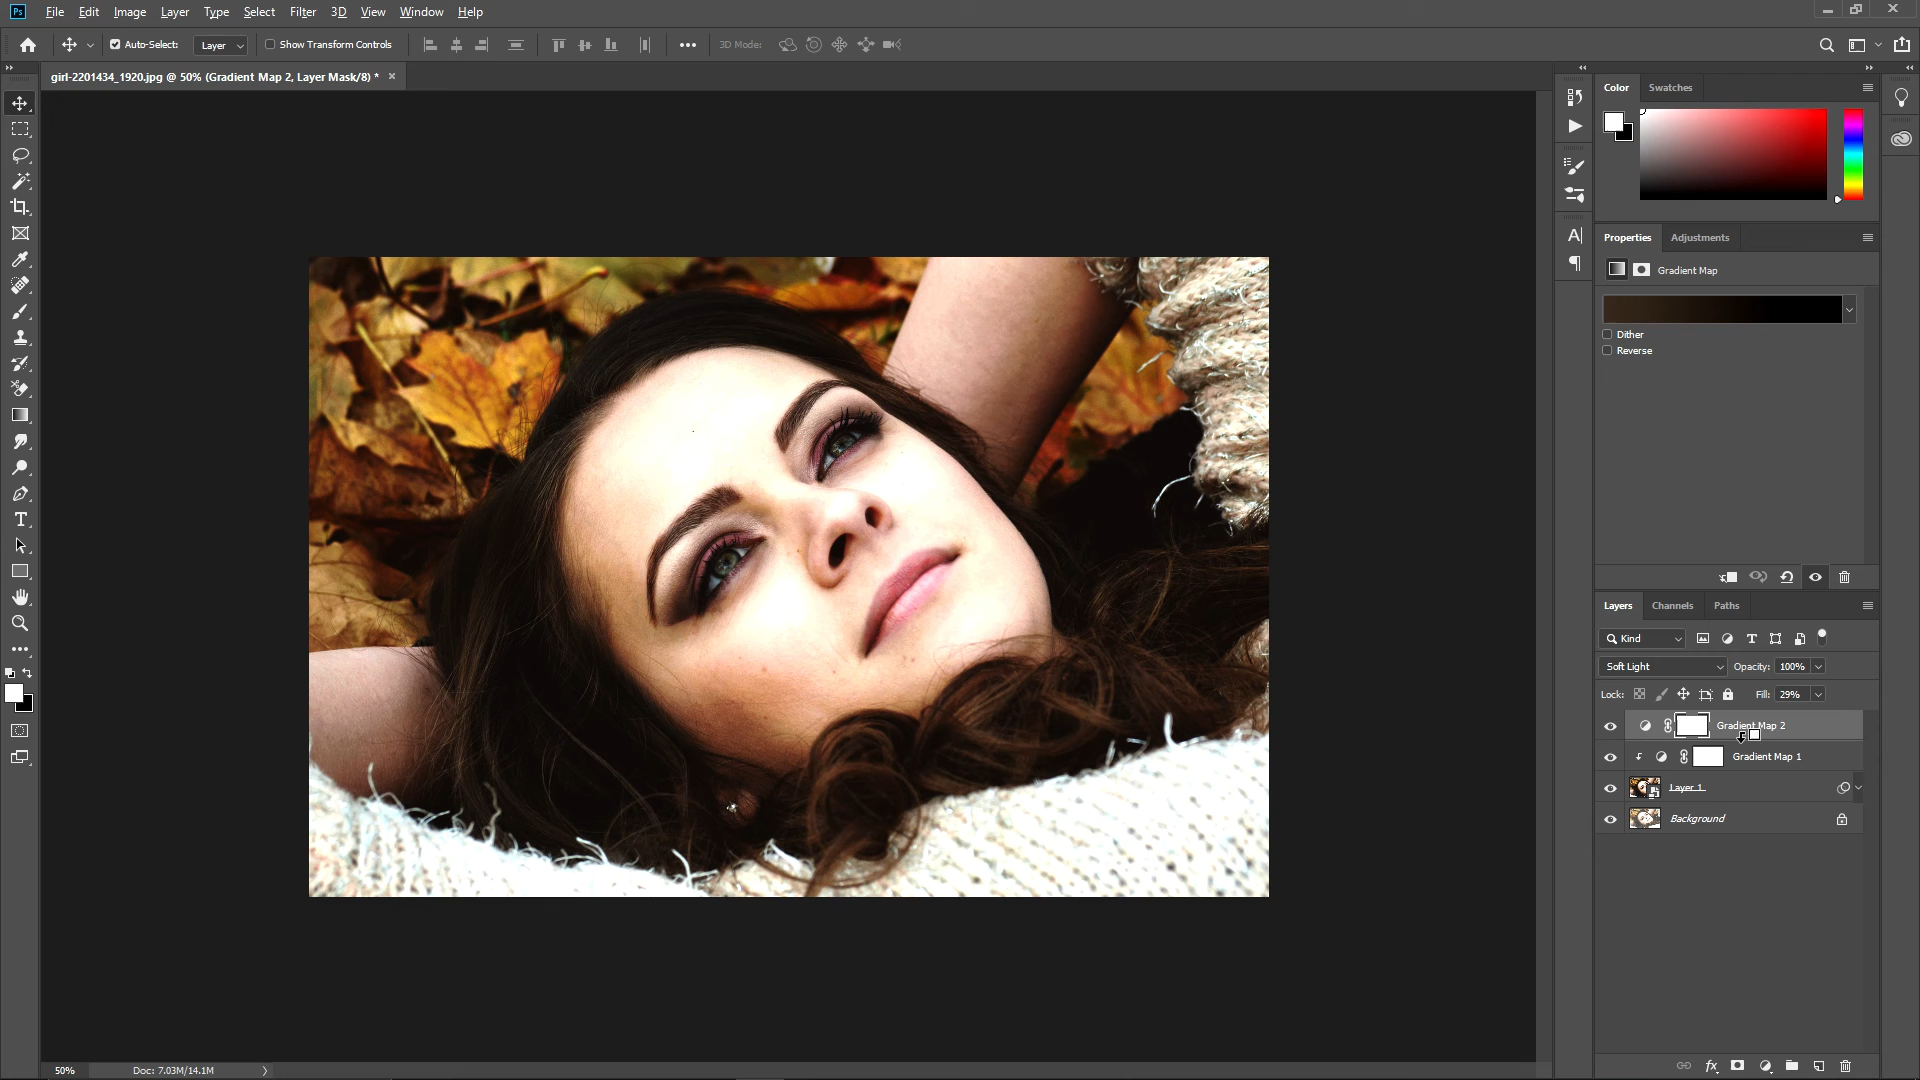 Ps File Edit Image Layer Type Select Filter 3D View Window Help
Auto-Select: Layer Show Transform Controls 3D Mode:
girl-2201434_1920.jpg @ 50% (Gradient Map 2, Layer Mask/8) *
Color Swatches
Properties Adjustments
Gradient Map
Dither
Reverse
Layers Channels Paths
Kind
Soft Light Opacity: 100%
Lock: Fill: 29%
Gradient Map 2
Gradient Map 1
Layer 1
Background
50% Doc: 7.03M/14.1M